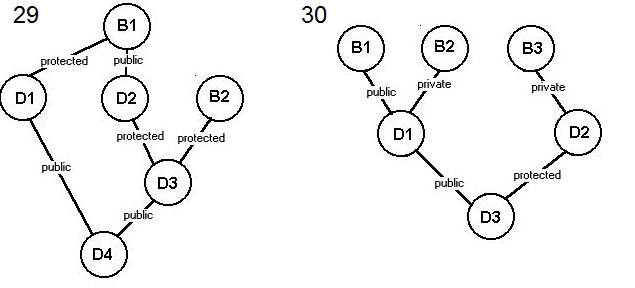 29
B1
protected
public
D1
D2
B2
protected
protected
public
D3
public
D4
30
B1
B2
B3
public
private
private
D1
D2
public
protected
D3